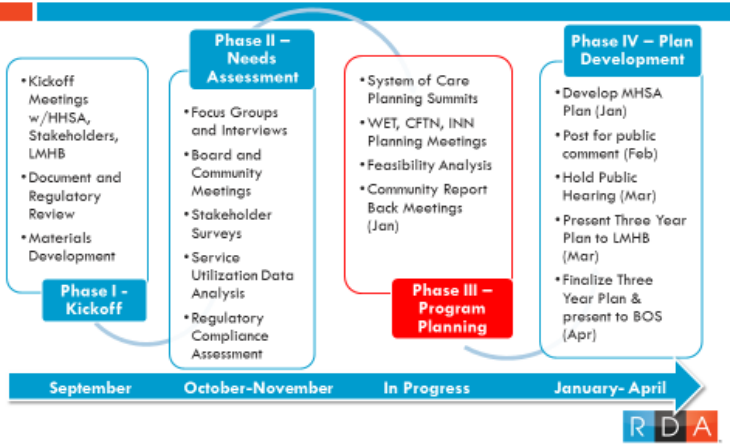 •Kickoff
Meetings
w/HHSA,
Stakeholders,
LMHB
•Document and
Regulatory
Review
•Materials
Development
Phase I -
Kickoff
Phase II –
Needs
Assessment
•Focus Groups
and Interviews
•Board and
Community
Meetings
•Stakeholder
Surveys
•Service
Utilization Data
Analysis
•Regulatory
Compliance
Assessment
•System of Care
Planning Summits
•WET, CFTN, INN
Planning Meetings
•Feasibility Analysis
•Community Report
Back Meetings
(Jan)
Phase III –
Program
Planning
Phase IV – Plan
Development
•Develop MHSA
Plan (Jan)
•Post for public
comment (Feb)
•Hold Public
Hearing (Mar)
•Present Three Year
Plan to LMHB
(Mar)
•Finalize Three
Year Plan &
present to BOS
(Apr)
September
October-November
In Progress
January- April
RDA